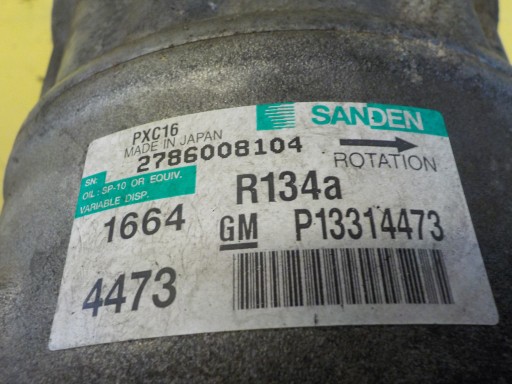 SANDEN
PXC16
MADE IN JAPAN
SN: 2786008104
ROTATION
OIL: SP-10 OR EQUIV.
VARIABLE DISP.
R134a
1664
GM P13314473
4473